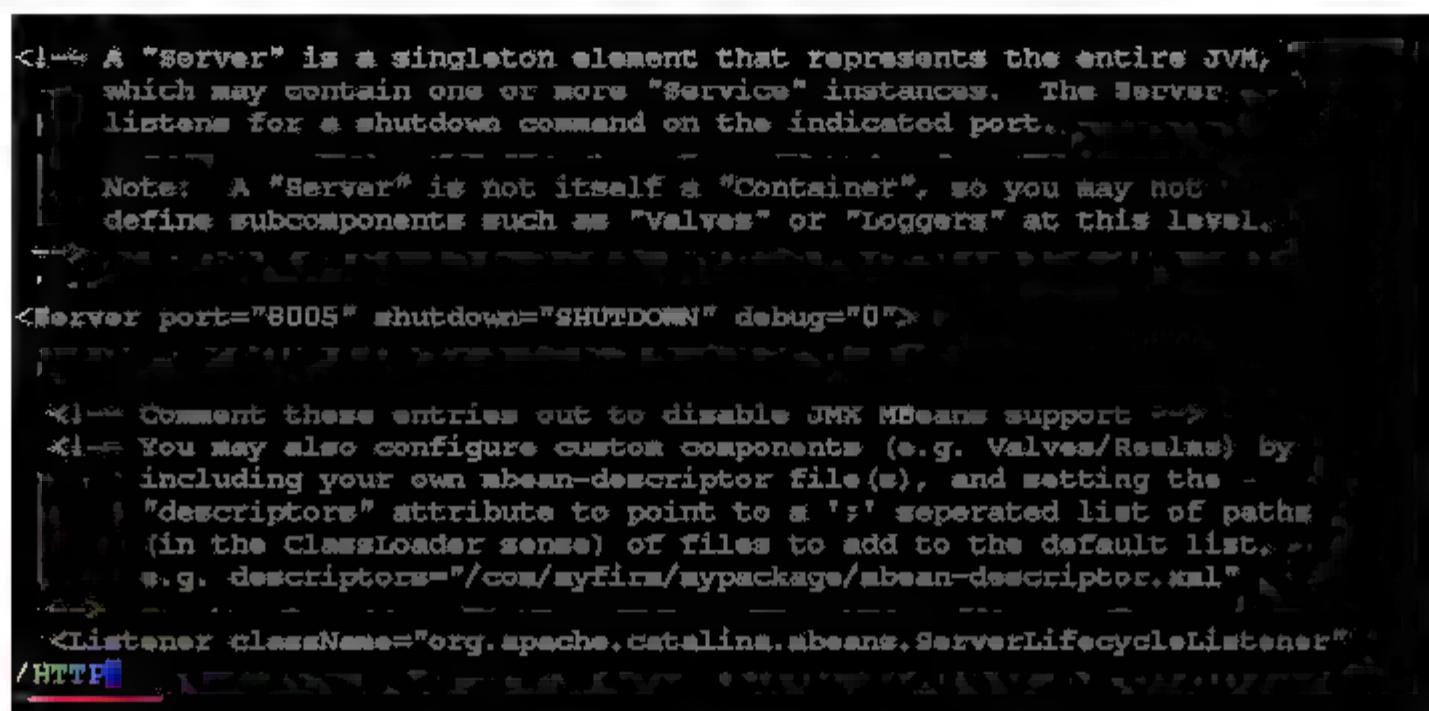 <!-- A "Server" is a singleton element that represents the entire JVM,
which may contain one or more "Service" instances. The Server
listens for a shutdown command on the indicated port.
Note: A "Server" is not itself a "Container", so you may not
define subcomponents such as "Valves" or "Loggers" at this level.
-->
<Server port="8005" shutdown="SHUTDOWN" debug="0">
<!-- Comment these entries out to disable JMX MBeans support -->
<!-- You may also configure custom components (e.g. Valves/Realms) by
including your own mbean-descriptor file(s), and setting the
"descriptors" attribute to point to a ';' seperated list of paths
(in the ClassLoader sense) of files to add to the default list.
e.g. descriptors="/com/myfirm/mypackage/mbean-descriptor.xml"
-->
<Listener className="org.apache.catalina.mbeans.ServerLifecycleListener"
/HTTP